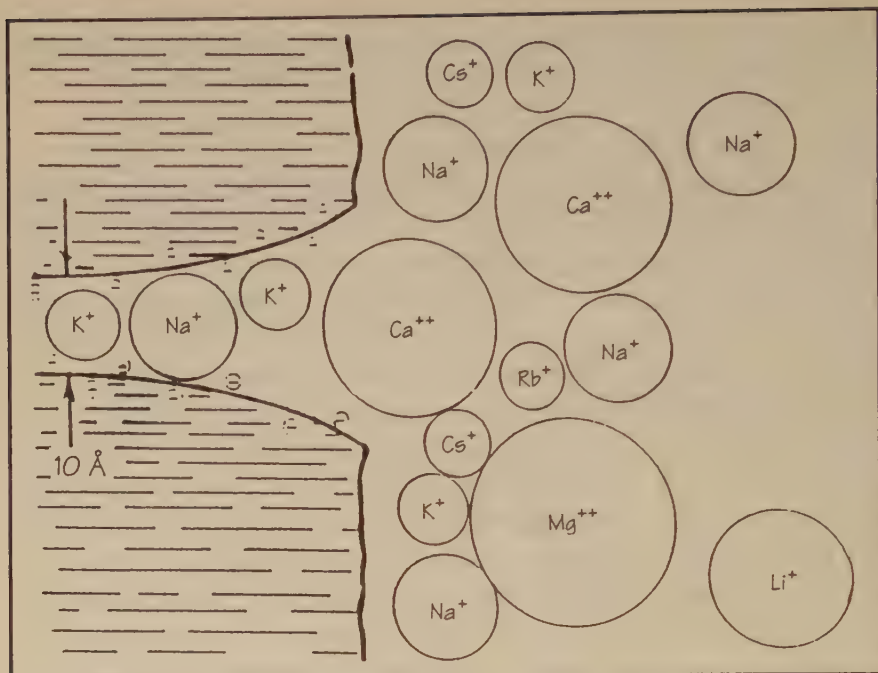 Cs⁺
K⁺
Na⁺
Na⁺
Ca⁺⁺
K⁺
K⁺
Na⁺
Ca⁺⁺
Na⁺
Rb⁺
Cs⁺
10 Å
K⁺
Mg⁺⁺
Li⁺
Na⁺